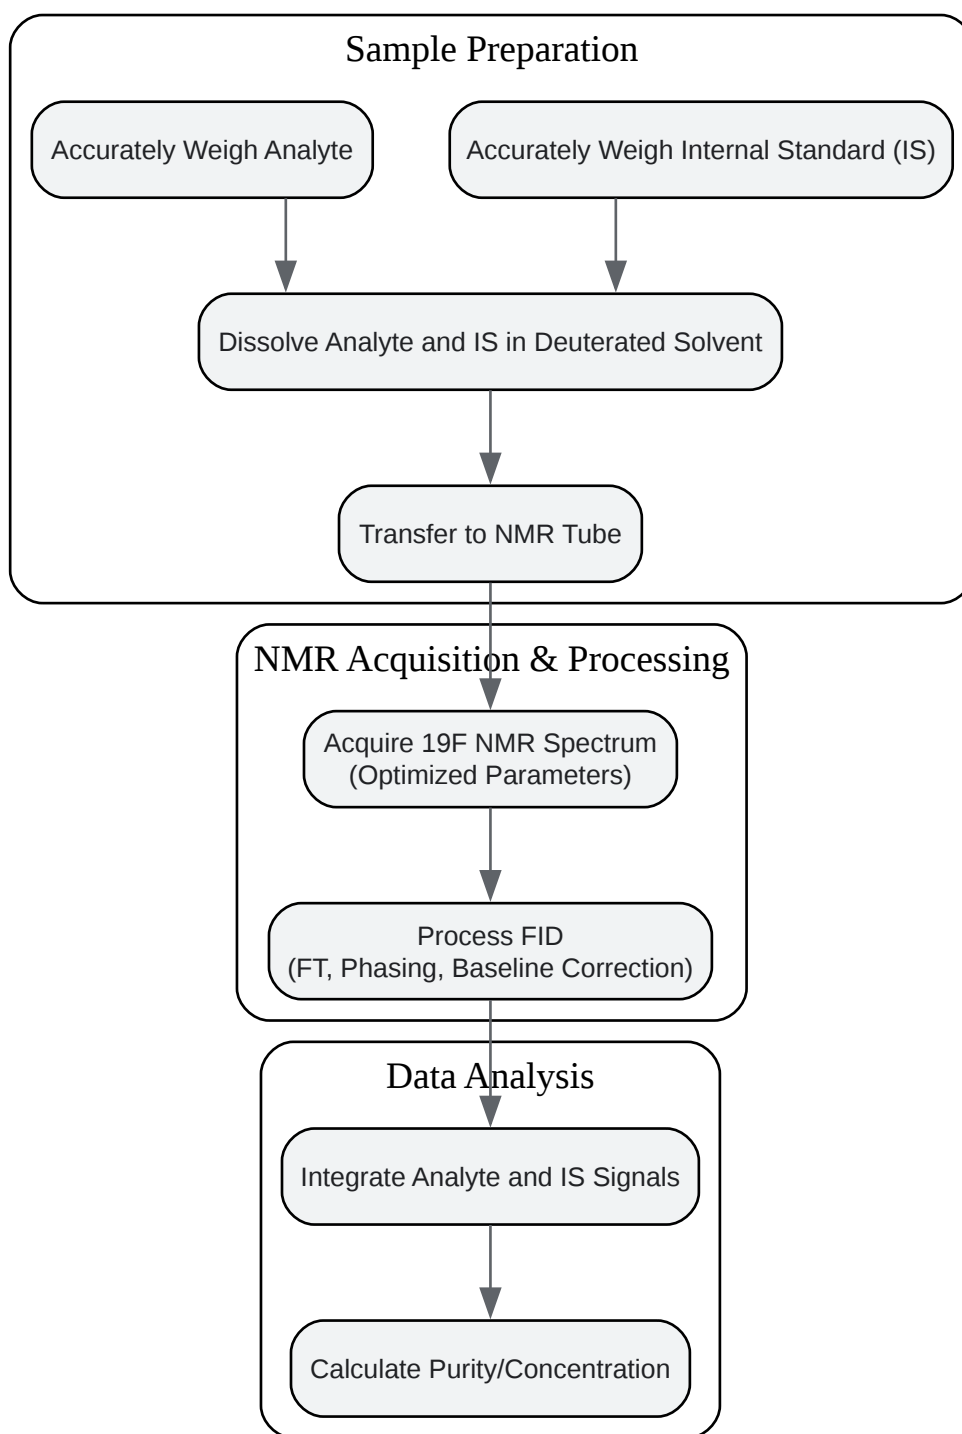 Sample Preparation
Accurately Weigh Analyte
Accurately Weigh Internal Standard (IS)
Dissolve Analyte and IS in Deuterated Solvent
Transfer to NMR Tube
NMR Acquisition & Processing
Acquire 19F NMR Spectrum
(Optimized Parameters)
Process FID
(FT, Phasing, Baseline Correction)
Data Analysis
Integrate Analyte and IS Signals
Calculate Purity/Concentration